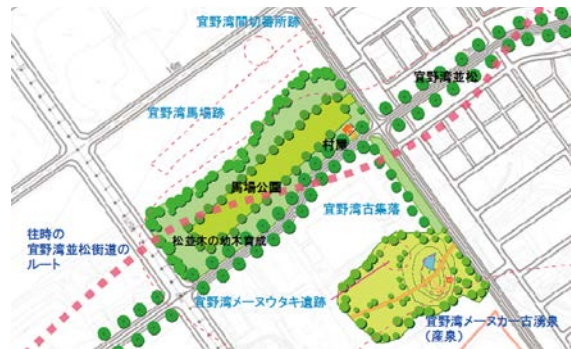 宜野湾間切番所跡
宜野湾並松
宜野湾馬場跡
村屋
馬場公園
宜野湾古集落
往時の
宜野湾並松街道の
ルート
松並木の幼木育成
宜野湾メーヌウタキ遺跡
宜野湾メーヌカー古湧泉
(産泉)